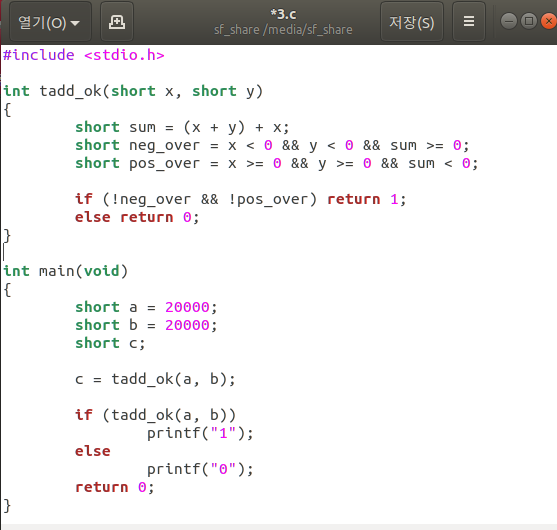 열기(O)
*3.c
sf_share /media/sf_share
저장(S)
#include <stdio.h>
int tadd_ok(short x, short y)
{
        short sum = (x + y) + x;
        short neg_over = x < 0 && y < 0 && sum >= 0;
        short pos_over = x >= 0 && y >= 0 && sum < 0;
        if (!neg_over && !pos_over) return 1;
        else return 0;
}
int main(void)
{
        short a = 20000;
        short b = 20000;
        short c;
        c = tadd_ok(a, b);
        if (tadd_ok(a, b))
                printf("1");
        else
                printf("0");
        return 0;
}